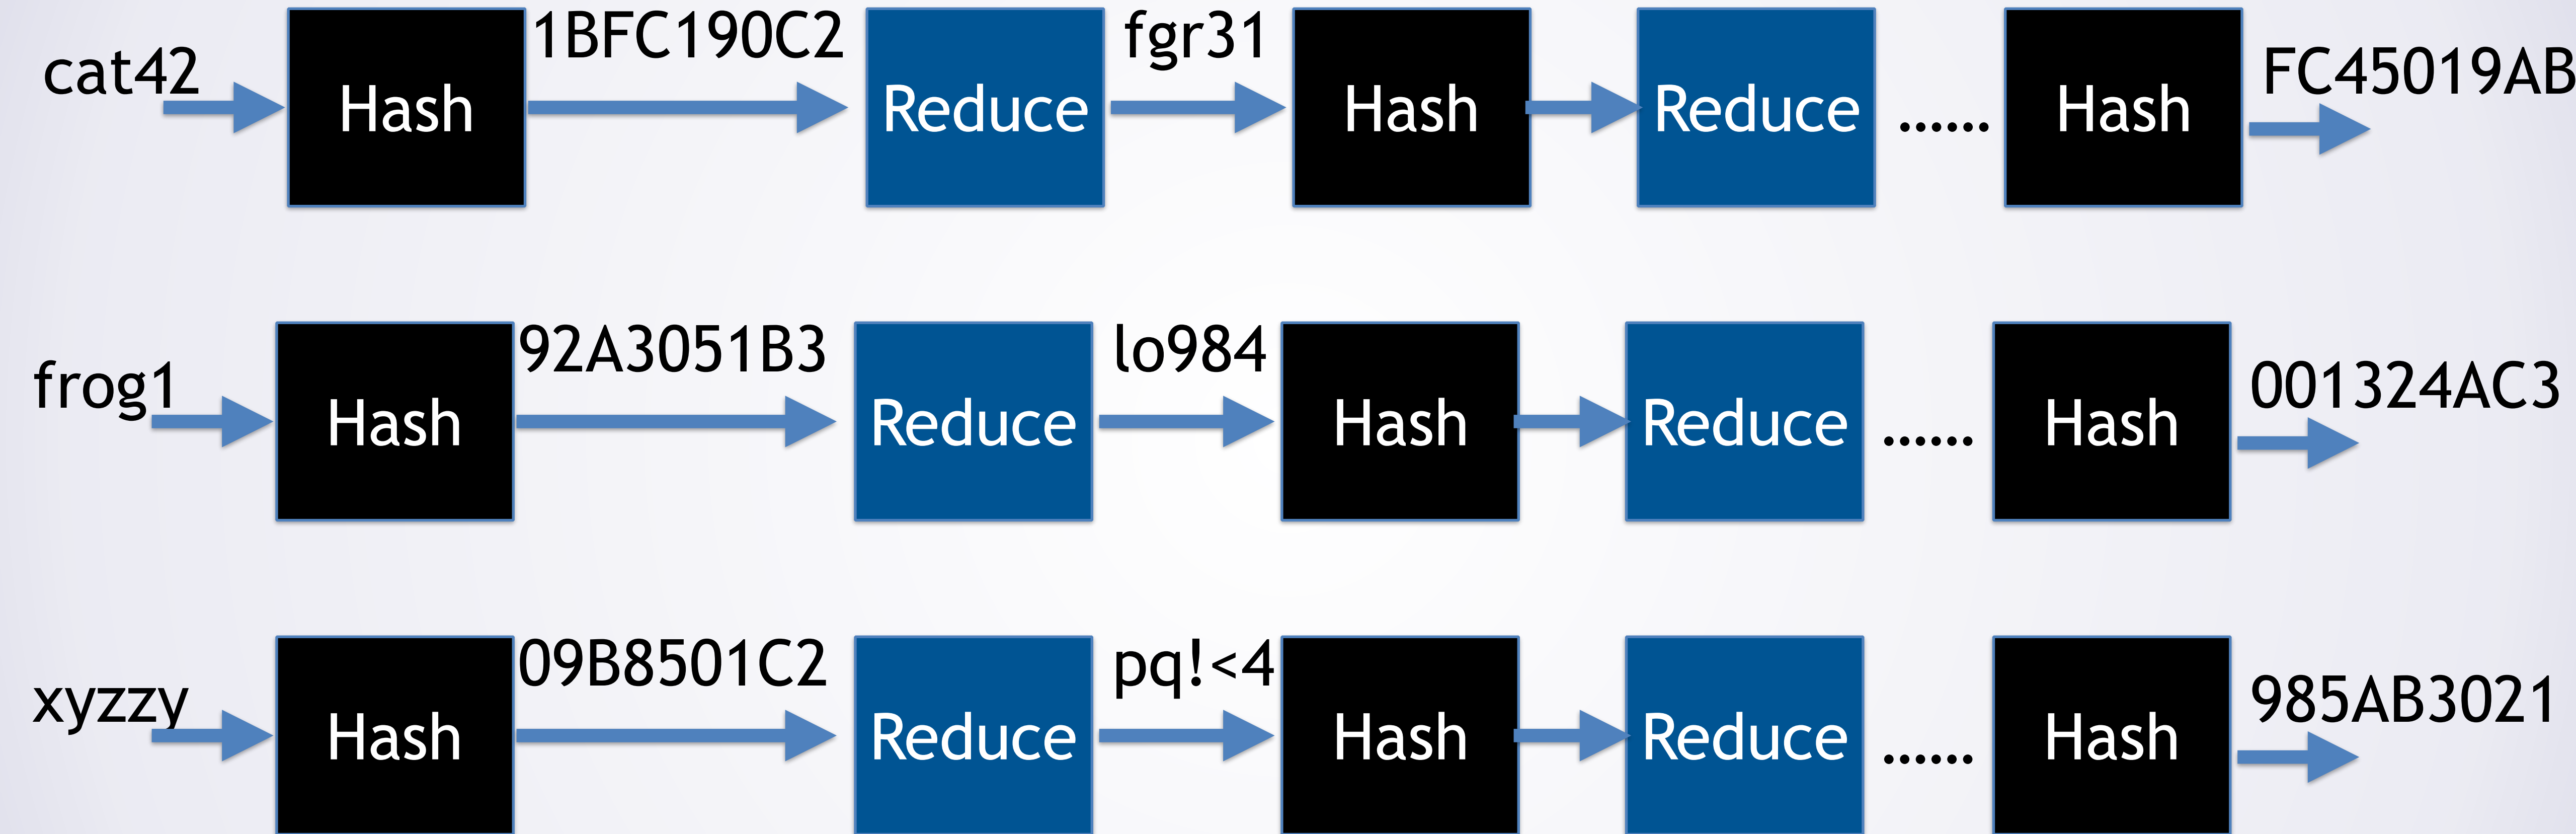 cat42 Hash 1BFC190C2 Reduce fgr31 Hash Reduce ...... Hash FC45019AB
frog1 Hash 92A3051B3 Reduce lo984 Hash Reduce ...... Hash 001324AC3
xyzzy Hash 09B8501C2 Reduce pq!<4 Hash Reduce ...... Hash 985AB3021